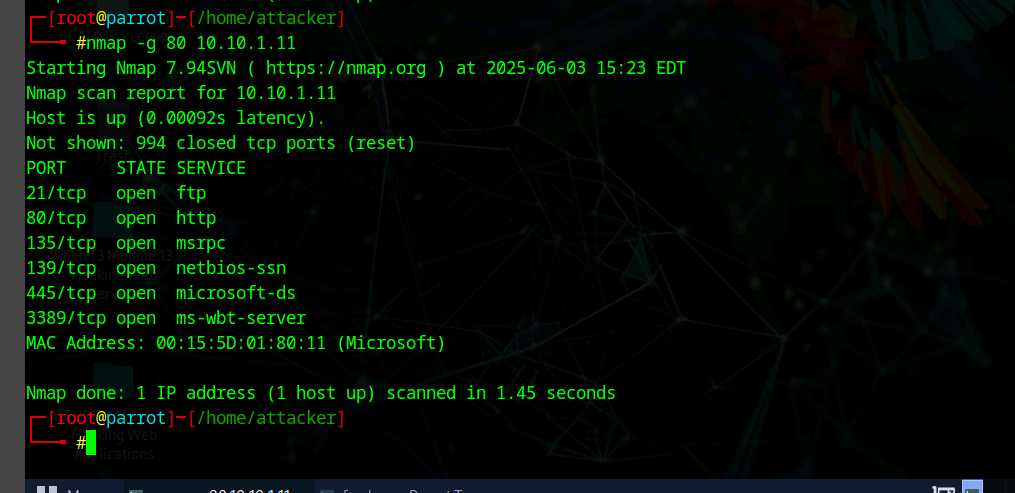 [root@parrot]─[/home/attacker]
#nmap -g 80 10.10.1.11
Starting Nmap 7.94SVN ( https://nmap.org ) at 2025-06-03 15:23 EDT
Nmap scan report for 10.10.1.11
Host is up (0.00092s latency).
Not shown: 994 closed tcp ports (reset)
PORT     STATE SERVICE
21/tcp   open  ftp
80/tcp   open  http
135/tcp  open  msrpc
139/tcp  open  netbios-ssn
445/tcp  open  microsoft-ds
3389/tcp open  ms-wbt-server
MAC Address: 00:15:5D:01:80:11 (Microsoft)
Nmap done: 1 IP address (1 host up) scanned in 1.45 seconds
[root@parrot]─[/home/attacker]
#
Web
Applications